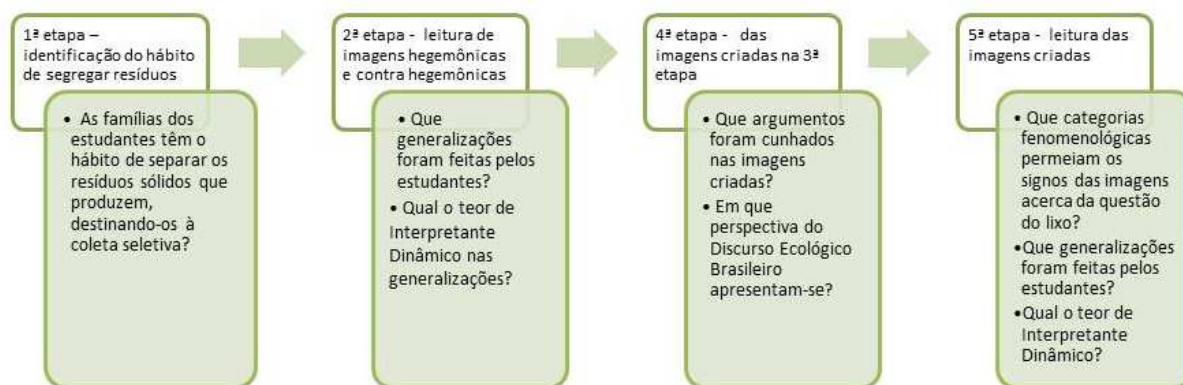 1ª etapa –
identificação do hábito
de segregar resíduos
• As famílias dos
estudantes têm o
hábito de separar os
resíduos sólidos que
produzem,
destinando-os à
coleta seletiva?
2ª etapa - leitura de
imagens hegemônicas
e contra hegemônicas
• Que
generalizações
foram feitas pelos
estudantes?
• Qual o teor de
Interpretante
Dinâmico nas
generalizações?
4ª etapa - das
imagens criadas na 3ª
etapa
• Que argumentos
foram cunhados
nas imagens
criadas?
• Em que
perspectiva do
Discurso Ecológico
Brasileiro
apresentam-se?
5ª etapa - leitura das
imagens criadas
• Que categorias
fenomenológicas
permeiam os
signos das imagens
acerca da questão
do lixo?
•Que generalizações
foram feitas pelos
estudantes?
•Qual o teor de
Interpretante
Dinâmico?